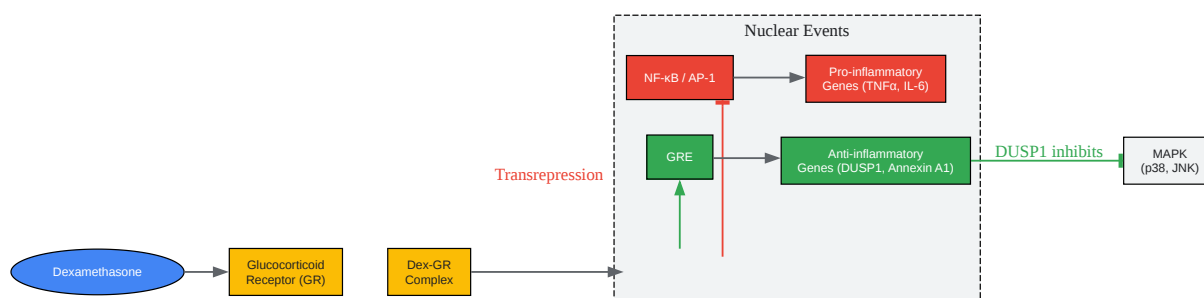 Nuclear Events
NF-κB / AP-1
Pro-inflammatory
Genes (TNFα, IL-6)
GRE
Anti-inflammatory
Genes (DUSP1, Annexin A1)
DUSP1 inhibits
MAPK
(p38, JNK)
Transrepression
Dexamethasone
Glucocorticoid
Receptor (GR)
Dex-GR
Complex